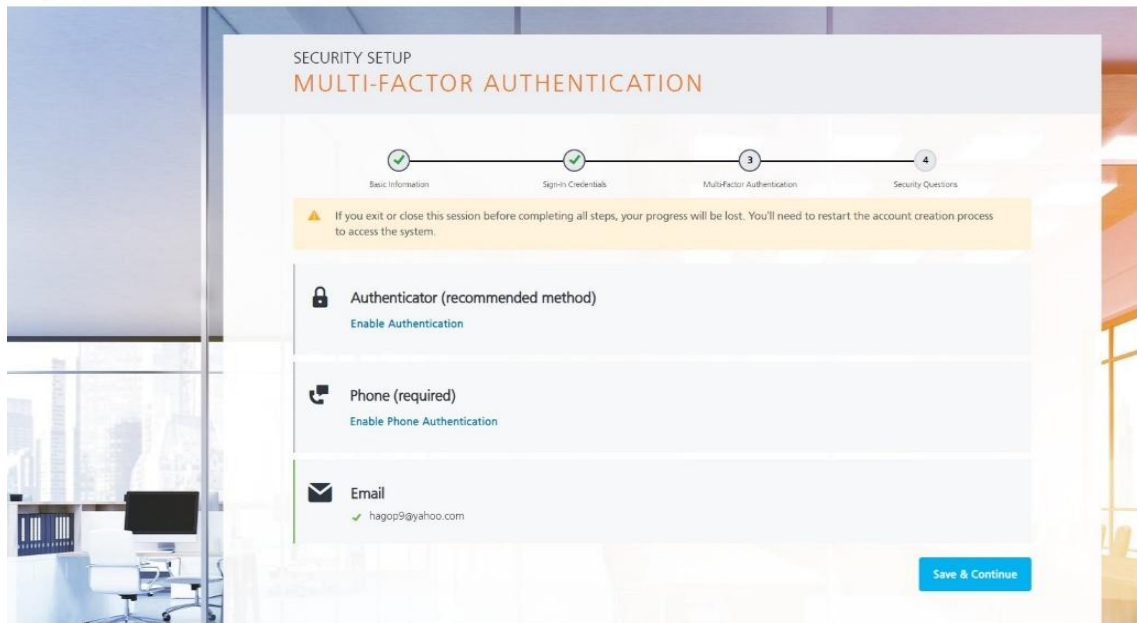 SECURITY SETUP
MULTI-FACTOR AUTHENTICATION
3
4
Basic Information
Sign-In Credentials
Multi-Factor Authentication
Security Questions
If you exit or close this session before completing all steps, your progress will be lost. You'll need to restart the account creation process
to access the system.
Authenticator (recommended method)
Enable Authentication
Phone (required)
Enable Phone Authentication
Email
hagop9@yahoo.com
Save & Continue